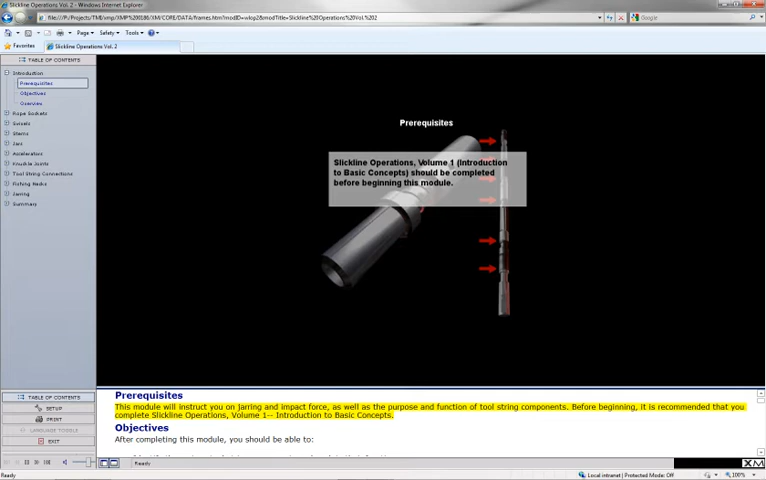 Slickline Operations Vol. 2 - Windows Internet Explorer
Google
Favorites
Slickline Operations Vol. 2
Page
Safety
Tools
TABLE OF CONTENTS
Introduction
Prerequisites
Objectives
Overview
Rope Sockets
Swivels
Stems
Jars
Accelerators
Knuckle Joints
Tool String Connections
Fishing Necks
Jarring
Summary
Prerequisites
Slickline Operations, Volume 1 (Introduction
to Basic Concepts) should be completed
before beginning this module.
TABLE OF CONTENTS
SETUP
PRINT
LANGUAGE TOGGLE
EXIT
Prerequisites
This module will instruct you on jarring and impact force, as well as the purpose and function of tool string components. Before beginning, it is recommended that you
complete Slickline Operations, Volume 1-- Introduction to Basic Concepts.
Objectives
After completing this module, you should be able to:
Ready
XM
Ready
Local intranet | Protected Mode: Off
100%